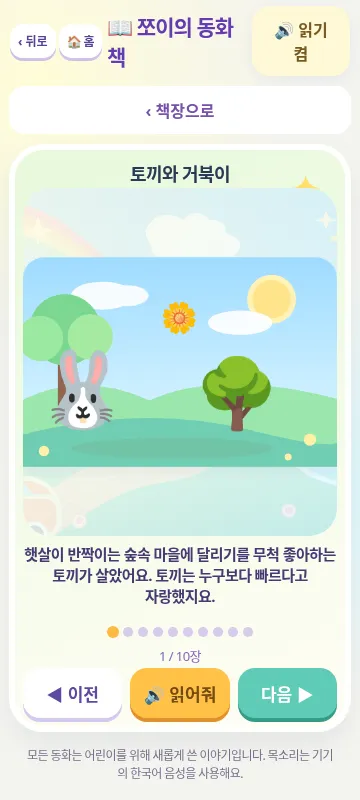 ‹ 뒤로
🏠 홈
📖 쪼이의 동화
책
🔊 읽기
켬
‹ 책장으로
토끼와 거북이
햇살이 반짝이는 숲속 마을에 달리기를 무척 좋아하는
토끼가 살았어요. 토끼는 누구보다 빠르다고
자랑했지요.
1 / 10장
◀ 이전
🔊 읽어줘
다음 ▶
모든 동화는 어린이를 위해 새롭게 쓴 이야기입니다. 목소리는 기기
의 한국어 음성을 사용해요.